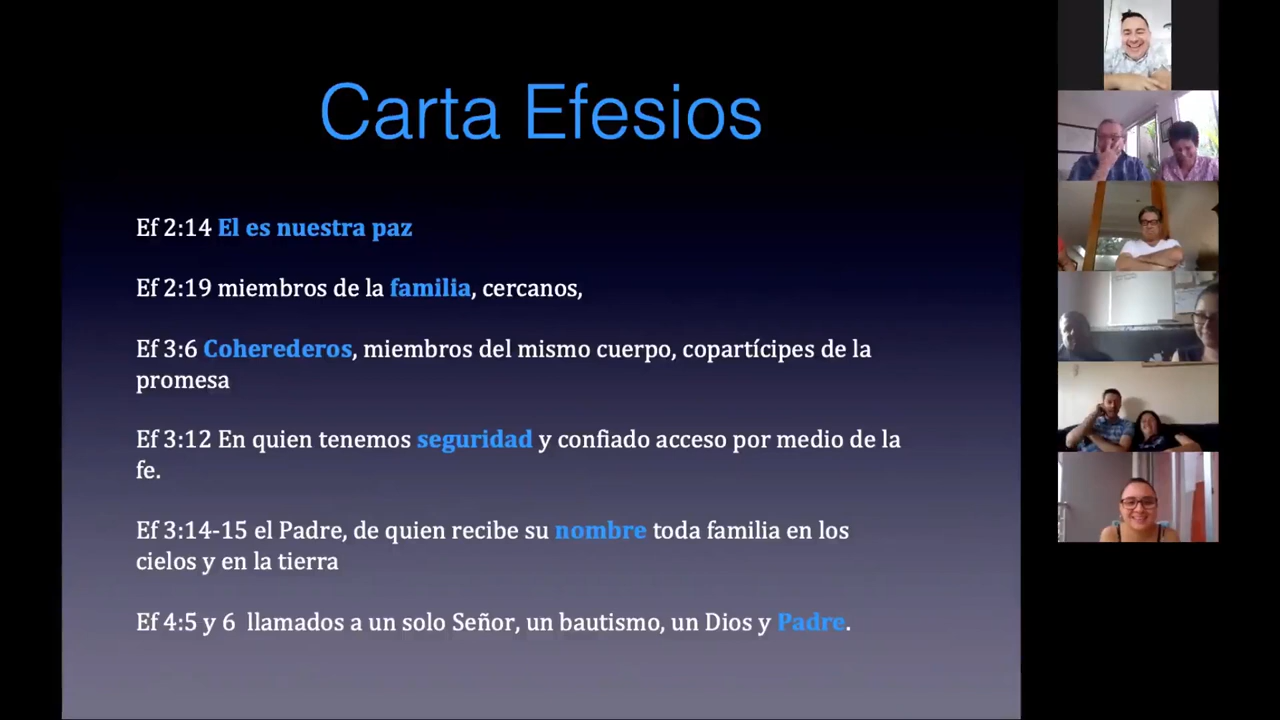 Carta Efesios
Ef 2:14 El es nuestra paz
Ef 2:19 miembros de la familia, cercanos,
Ef 3:6 Coherederos, miembros del mismo cuerpo, copartícipes de la
promesa
Ef 3:12 En quien tenemos seguridad y confiado acceso por medio de la
fe.
Ef 3:14-15 el Padre, de quien recibe su nombre toda familia en los
cielos y en la tierra
Ef 4:5 y 6  llamados a un solo Señor, un bautismo, un Dios y Padre.